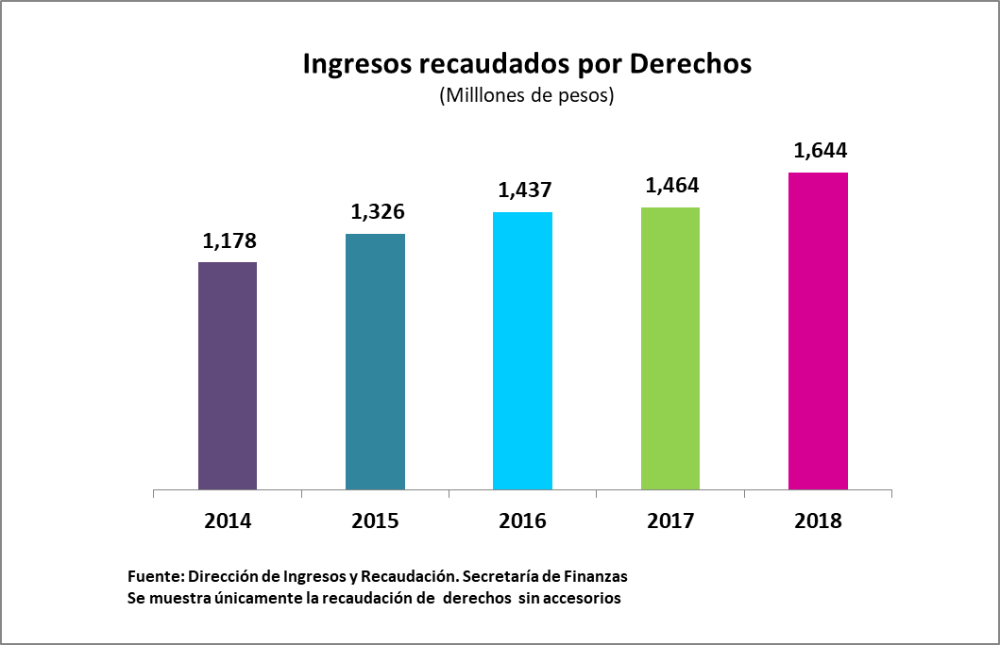 Ingresos recaudados por Derechos
(Milllones de pesos)
1,644
1,464
1,437
1,326
1,178
2014 2015 2016 2017 2018
Fuente: Dirección de Ingresos y Recaudación. Secretaría de Finanzas
Se muestra únicamente la recaudación de derechos sin accesorios